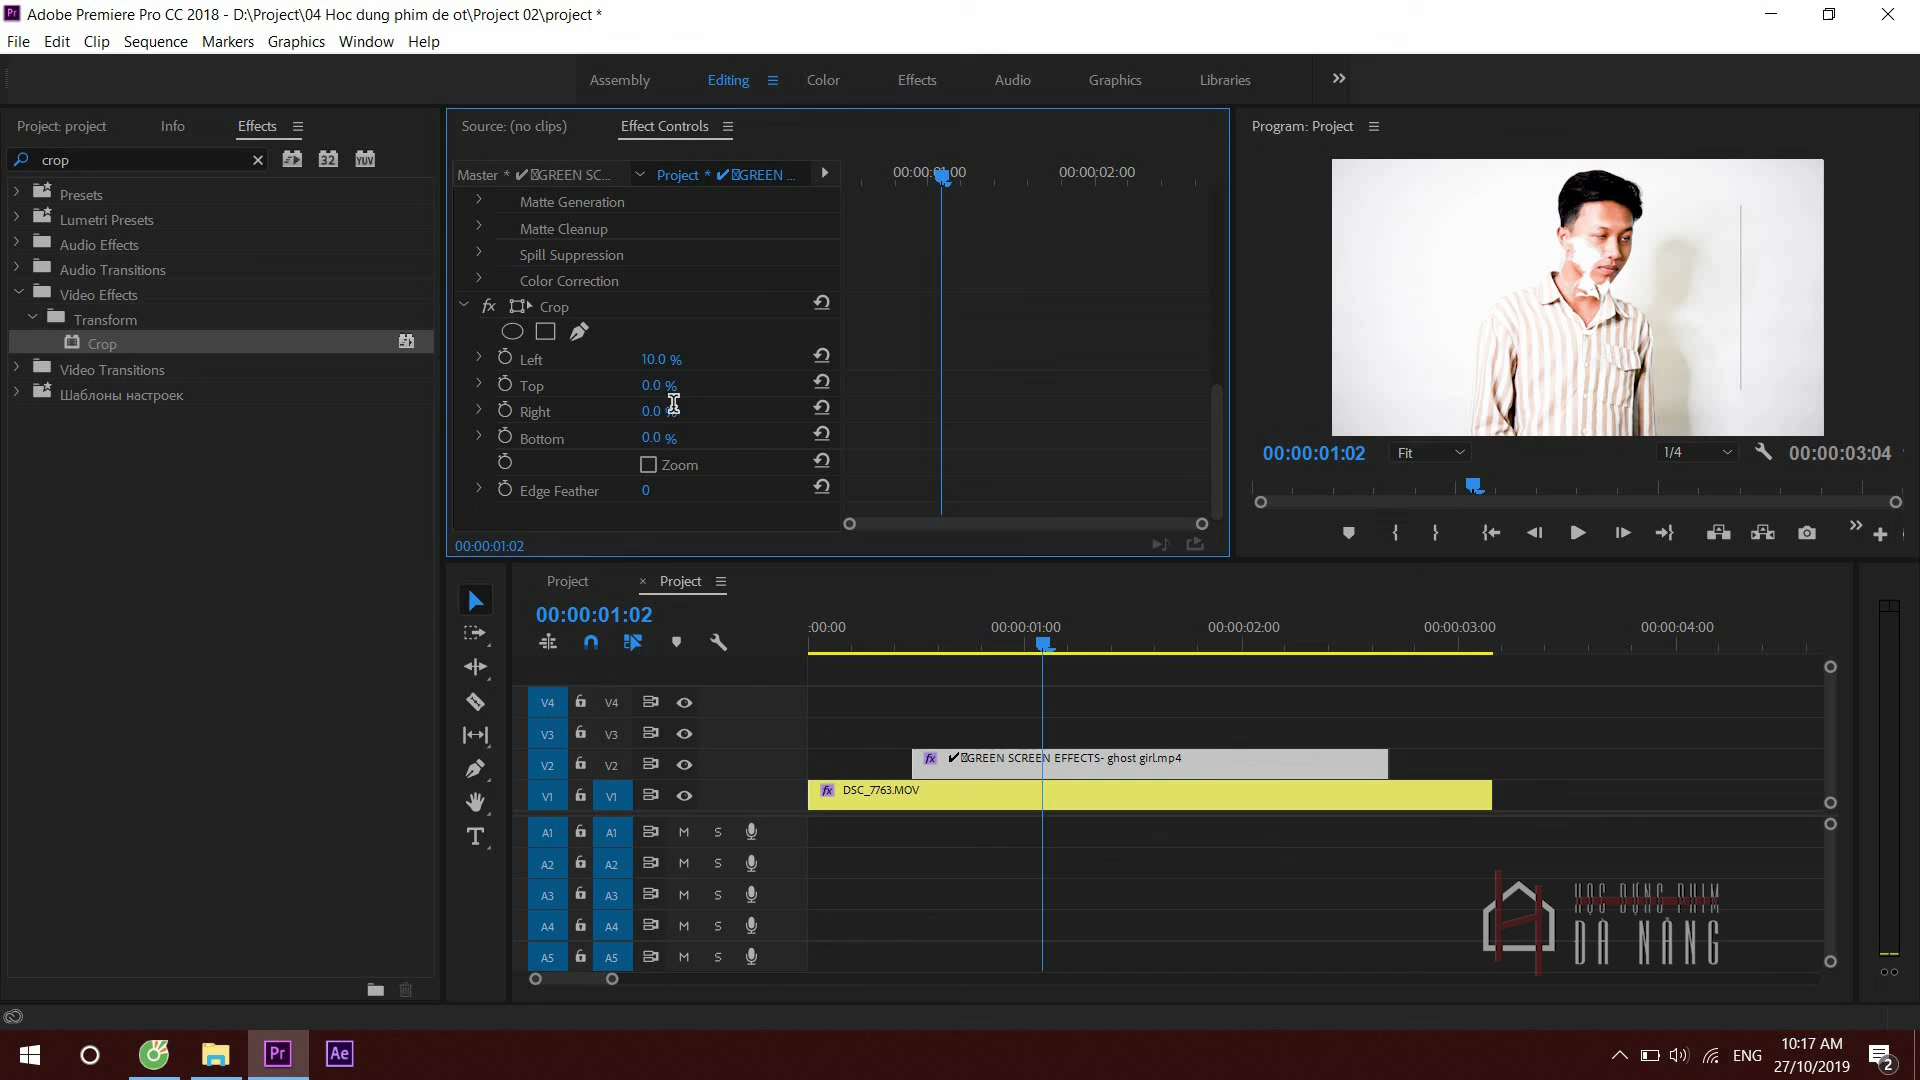 Adobe Premiere Pro CC 2018 - D:\Project\04 Hoc dung phim de ot\Project 02\project *
File Edit Clip Sequence Markers Graphics Window Help
Assembly Editing Color Effects Audio Graphics Libraries
Project: project Info Effects
crop
32 YUV
Presets
Lumetri Presets
Audio Effects
Audio Transitions
Video Effects
Transform
Crop
Video Transitions
Шаблоны настроек
Source: (no clips) Effect Controls
Master * ✔GREEN SC... Project * ✔GREEN ...
00:00:01:00 00:00:02:00
Matte Generation
Matte Cleanup
Spill Suppression
Color Correction
fx Crop
Left 10.0 %
Top 0.0 %
Right 0.0 %
Bottom 0.0 %
Zoom
Edge Feather 0
00:00:01:02
Program: Project
00:00:01:02 Fit 1/4 00:00:03:04
Project × Project
00:00:01:02
:00:00 00:00:01:00 00:00:02:00 00:00:03:00 00:00:04:00
V4 V4
V3 V3
V2 V2 fx ✔GREEN SCREEN EFFECTS- ghost girl.mp4
V1 V1 fx DSC_7763.MOV
A1 A1 M S
A2 A2 M S
A3 A3 M S
A4 A4 M S
A5 A5 M S
HỌC DỰNG PHIM
ĐÀ NẴNG
Pr Ae
ENG
10:17 AM
27/10/2019
2